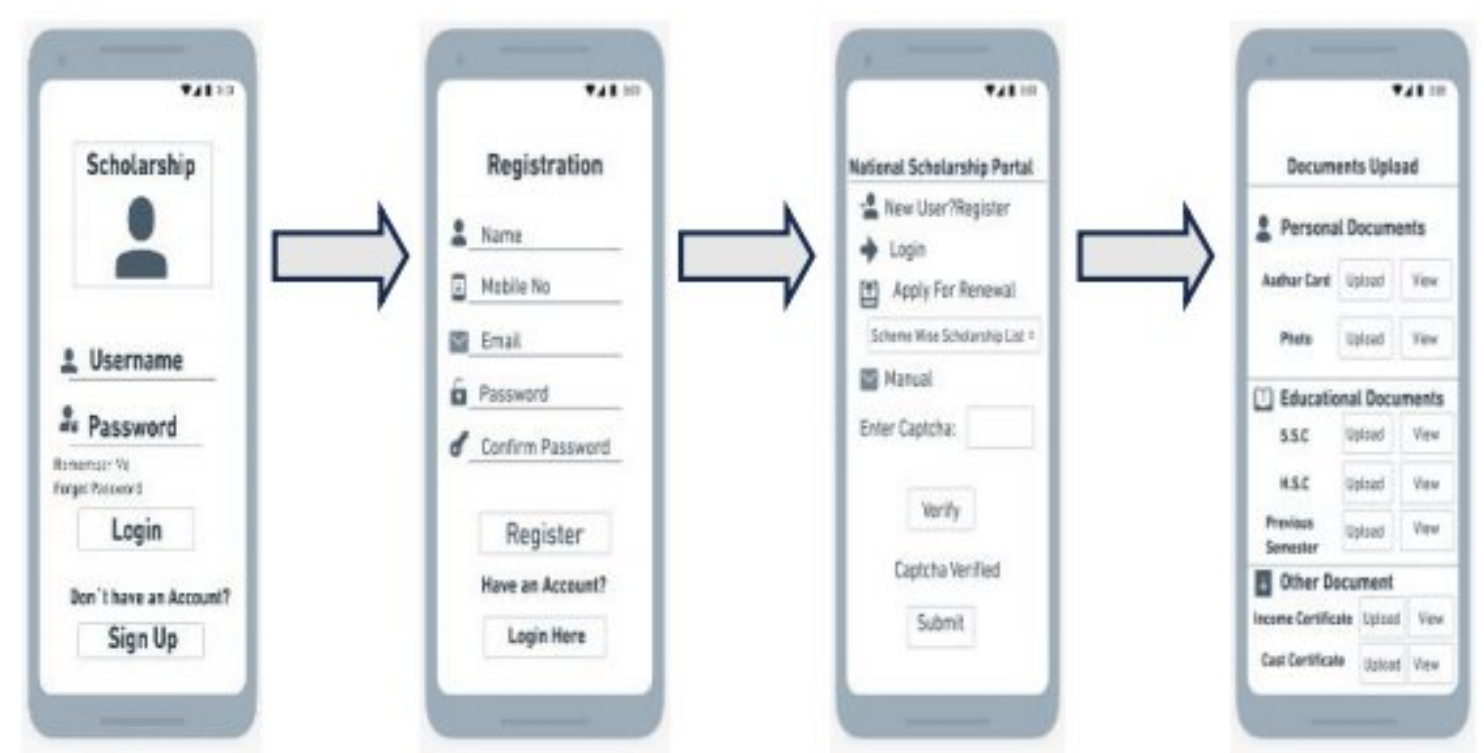 Scholarship
Username
Password
Remember Me
Forget Password
Login
Don't have an Account?
Sign Up
Registration
Name
Mobile No
Email
Password
Confirm Password
Register
Have an Account?
Login Here
National Scholarship Portal
New User?Register
Login
Apply For Renewal
Scheme Wise Scholarship List
Manual
Enter Captcha:
Verify
Captcha Verified
Submit
Documents Upload
Personal Documents
Aadhar Card Upload View
Photo Upload View
Educational Documents
S.S.C Upload View
H.S.C Upload View
Previous
Semester Upload View
Other Document
Income Certificate Upload View
Cast Certificate Upload View